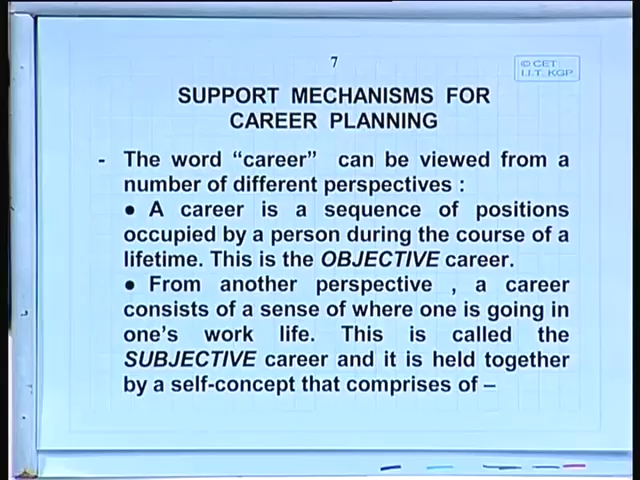 7
© CET
I.I.T. KGP
SUPPORT MECHANISMS FOR
CAREER PLANNING
- The word “career” can be viewed from a
number of different perspectives :
● A career is a sequence of positions
occupied by a person during the course of a
lifetime. This is the OBJECTIVE career.
● From another perspective , a career
consists of a sense of where one is going in
one's work life. This is called the
SUBJECTIVE career and it is held together
by a self-concept that comprises of –